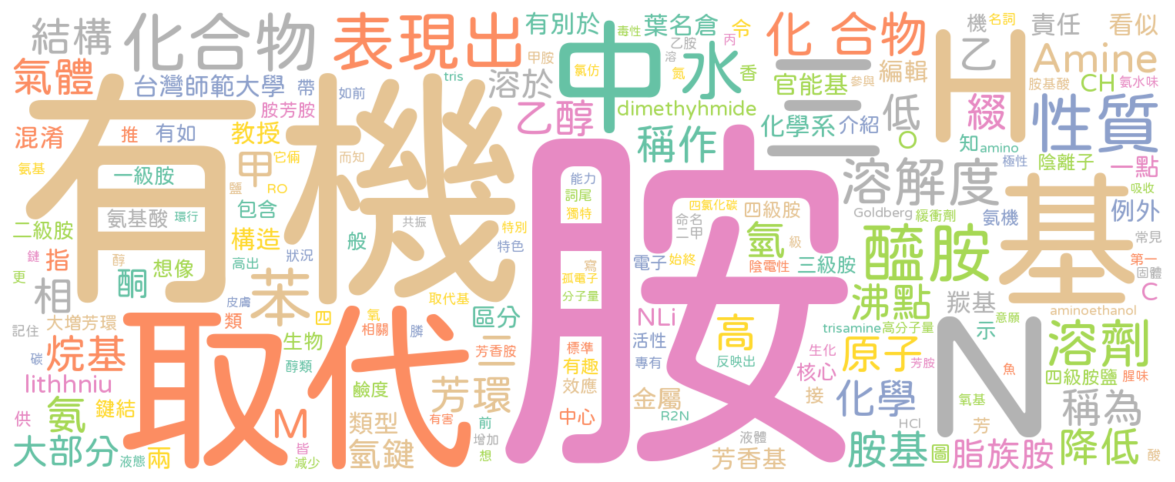 結構
化合物
表現出
有別於
毒性
葉名倉
令
化 合物
機
名詞
責任
看似
氣體
台灣師範大學
帶
tris
甲胺
溶於
氯仿
中
乙胺
溶
氮
水
丙
香
三
官能基
參與
編輯
H
乙
Amine
CH
胺基酸
氨水味
有機
胺芳胺
如前
乙醇
dimethyhmide
低
綴
性質
混淆
推
有如
教授
它倆
而知
稱作
化學系
介紹
O
知
amino
極性
陰離子
一點
氨基
一級胺
甲
鹽
RO
胺
能力
詞尾
獨特
四氟化碳
命名
二甲
四級胺
溶解度
Goldberg
緩衝劑
吸收
基
氨基酸
環行
包含
共振
特別
氫
醯胺
氨機
例外
二級胺
構造
般
苯
特色
電子
始終
陰電性
三級胺
級
常見
鏈
指
狀況
高出
孤電子
寫
沸點
羰基
第一
固體
更
想像
酮
醇
取代基
分子量
C
相
皮膚
NLi
高
trisamine
高分子量
示
N
aminoethanol
記住
大增芳環
類
四
氧
相關
區分
活性
生化
原子
意願
溶劑
取代
碳
烷基
生物
膦
二
芳香胺
標準
有趣
專有
反映出
核心
芳胺
魚
四級胺鹽
腥味
lithhniu
醇類
鹼度
芳環
效應
金屬
接
化學
氧基
稱為
供
氨
鍵結
M
有害
類型
前
中心
R2N
HCl
芳
大部分
液態
兩
皆
減少
氫鍵
增加
想
液體
芳香基
胺基
圖
脂族胺
降低
酸